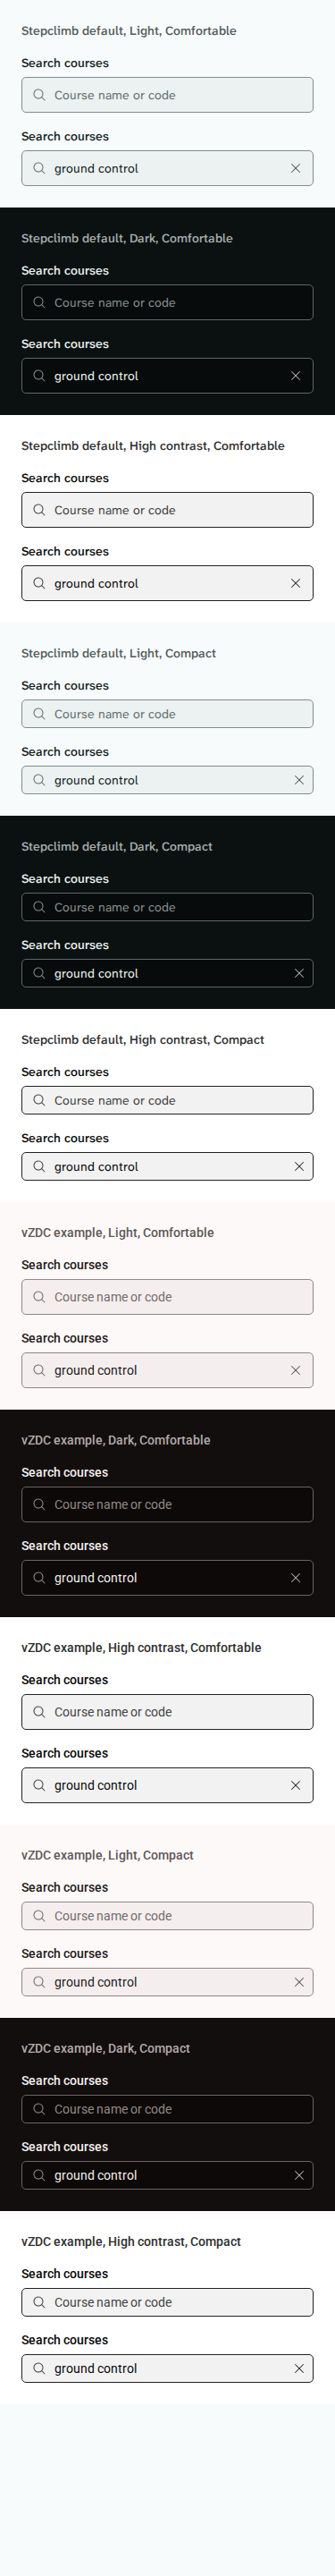 Stepclimb default, Light, Comfortable
Search courses
Course name or code
Search courses
ground control
Stepclimb default, Dark, Comfortable
Search courses
Course name or code
Search courses
ground control
Stepclimb default, High contrast, Comfortable
Search courses
Course name or code
Search courses
ground control
Stepclimb default, Light, Compact
Search courses
Course name or code
Search courses
ground control
Stepclimb default, Dark, Compact
Search courses
Course name or code
Search courses
ground control
Stepclimb default, High contrast, Compact
Search courses
Course name or code
Search courses
ground control
vZDC example, Light, Comfortable
Search courses
Course name or code
Search courses
ground control
vZDC example, Dark, Comfortable
Search courses
Course name or code
Search courses
ground control
vZDC example, High contrast, Comfortable
Search courses
Course name or code
Search courses
ground control
vZDC example, Light, Compact
Search courses
Course name or code
Search courses
ground control
vZDC example, Dark, Compact
Search courses
Course name or code
Search courses
ground control
vZDC example, High contrast, Compact
Search courses
Course name or code
Search courses
ground control